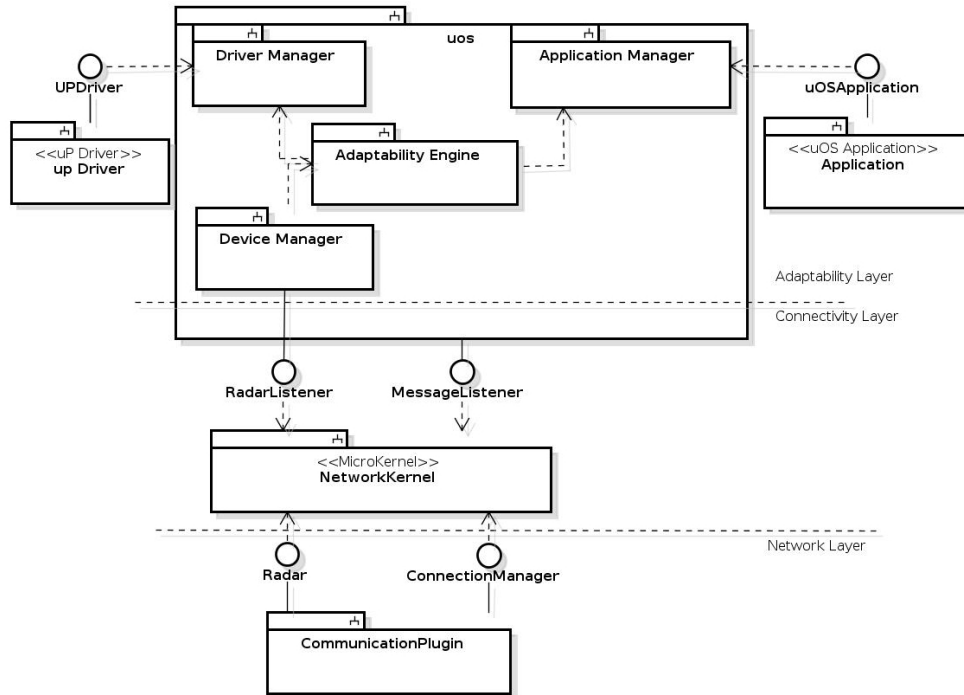 uos
Driver Manager
Application Manager
UPDriver
uOSApplication
<<uP Driver>>
up Driver
Adaptability Engine
<<uOS Application>>
Application
Device Manager
Adaptability Layer
Connectivity Layer
RadarListener
MessageListener
<<MicroKernel>>
NetworkKernel
Network Layer
Radar
ConnectionManager
CommunicationPlugin